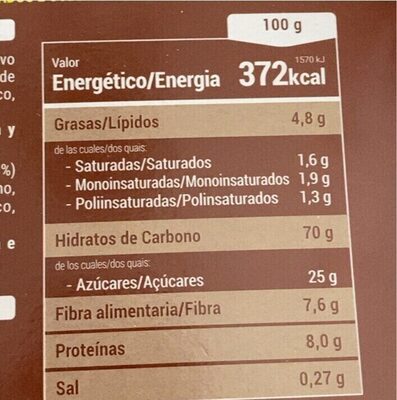 100 g
Valor
Energético/Energia 1570 kJ 372kcal
Grasas/Lípidos 4,8 g
de las cuales/dos quais:
- Saturadas/Saturados 1,6 g
- Monoinsaturadas/Monoinsaturados 1,9 g
- Poliinsaturadas/Polinsaturados 1,3 g
Hidratos de Carbono 70 g
de los cuales/dos quais:
- Azúcares/Açúcares 25 g
Fibra alimentaria/Fibra 7,6 g
Proteínas 8,0 g
Sal 0,27 g